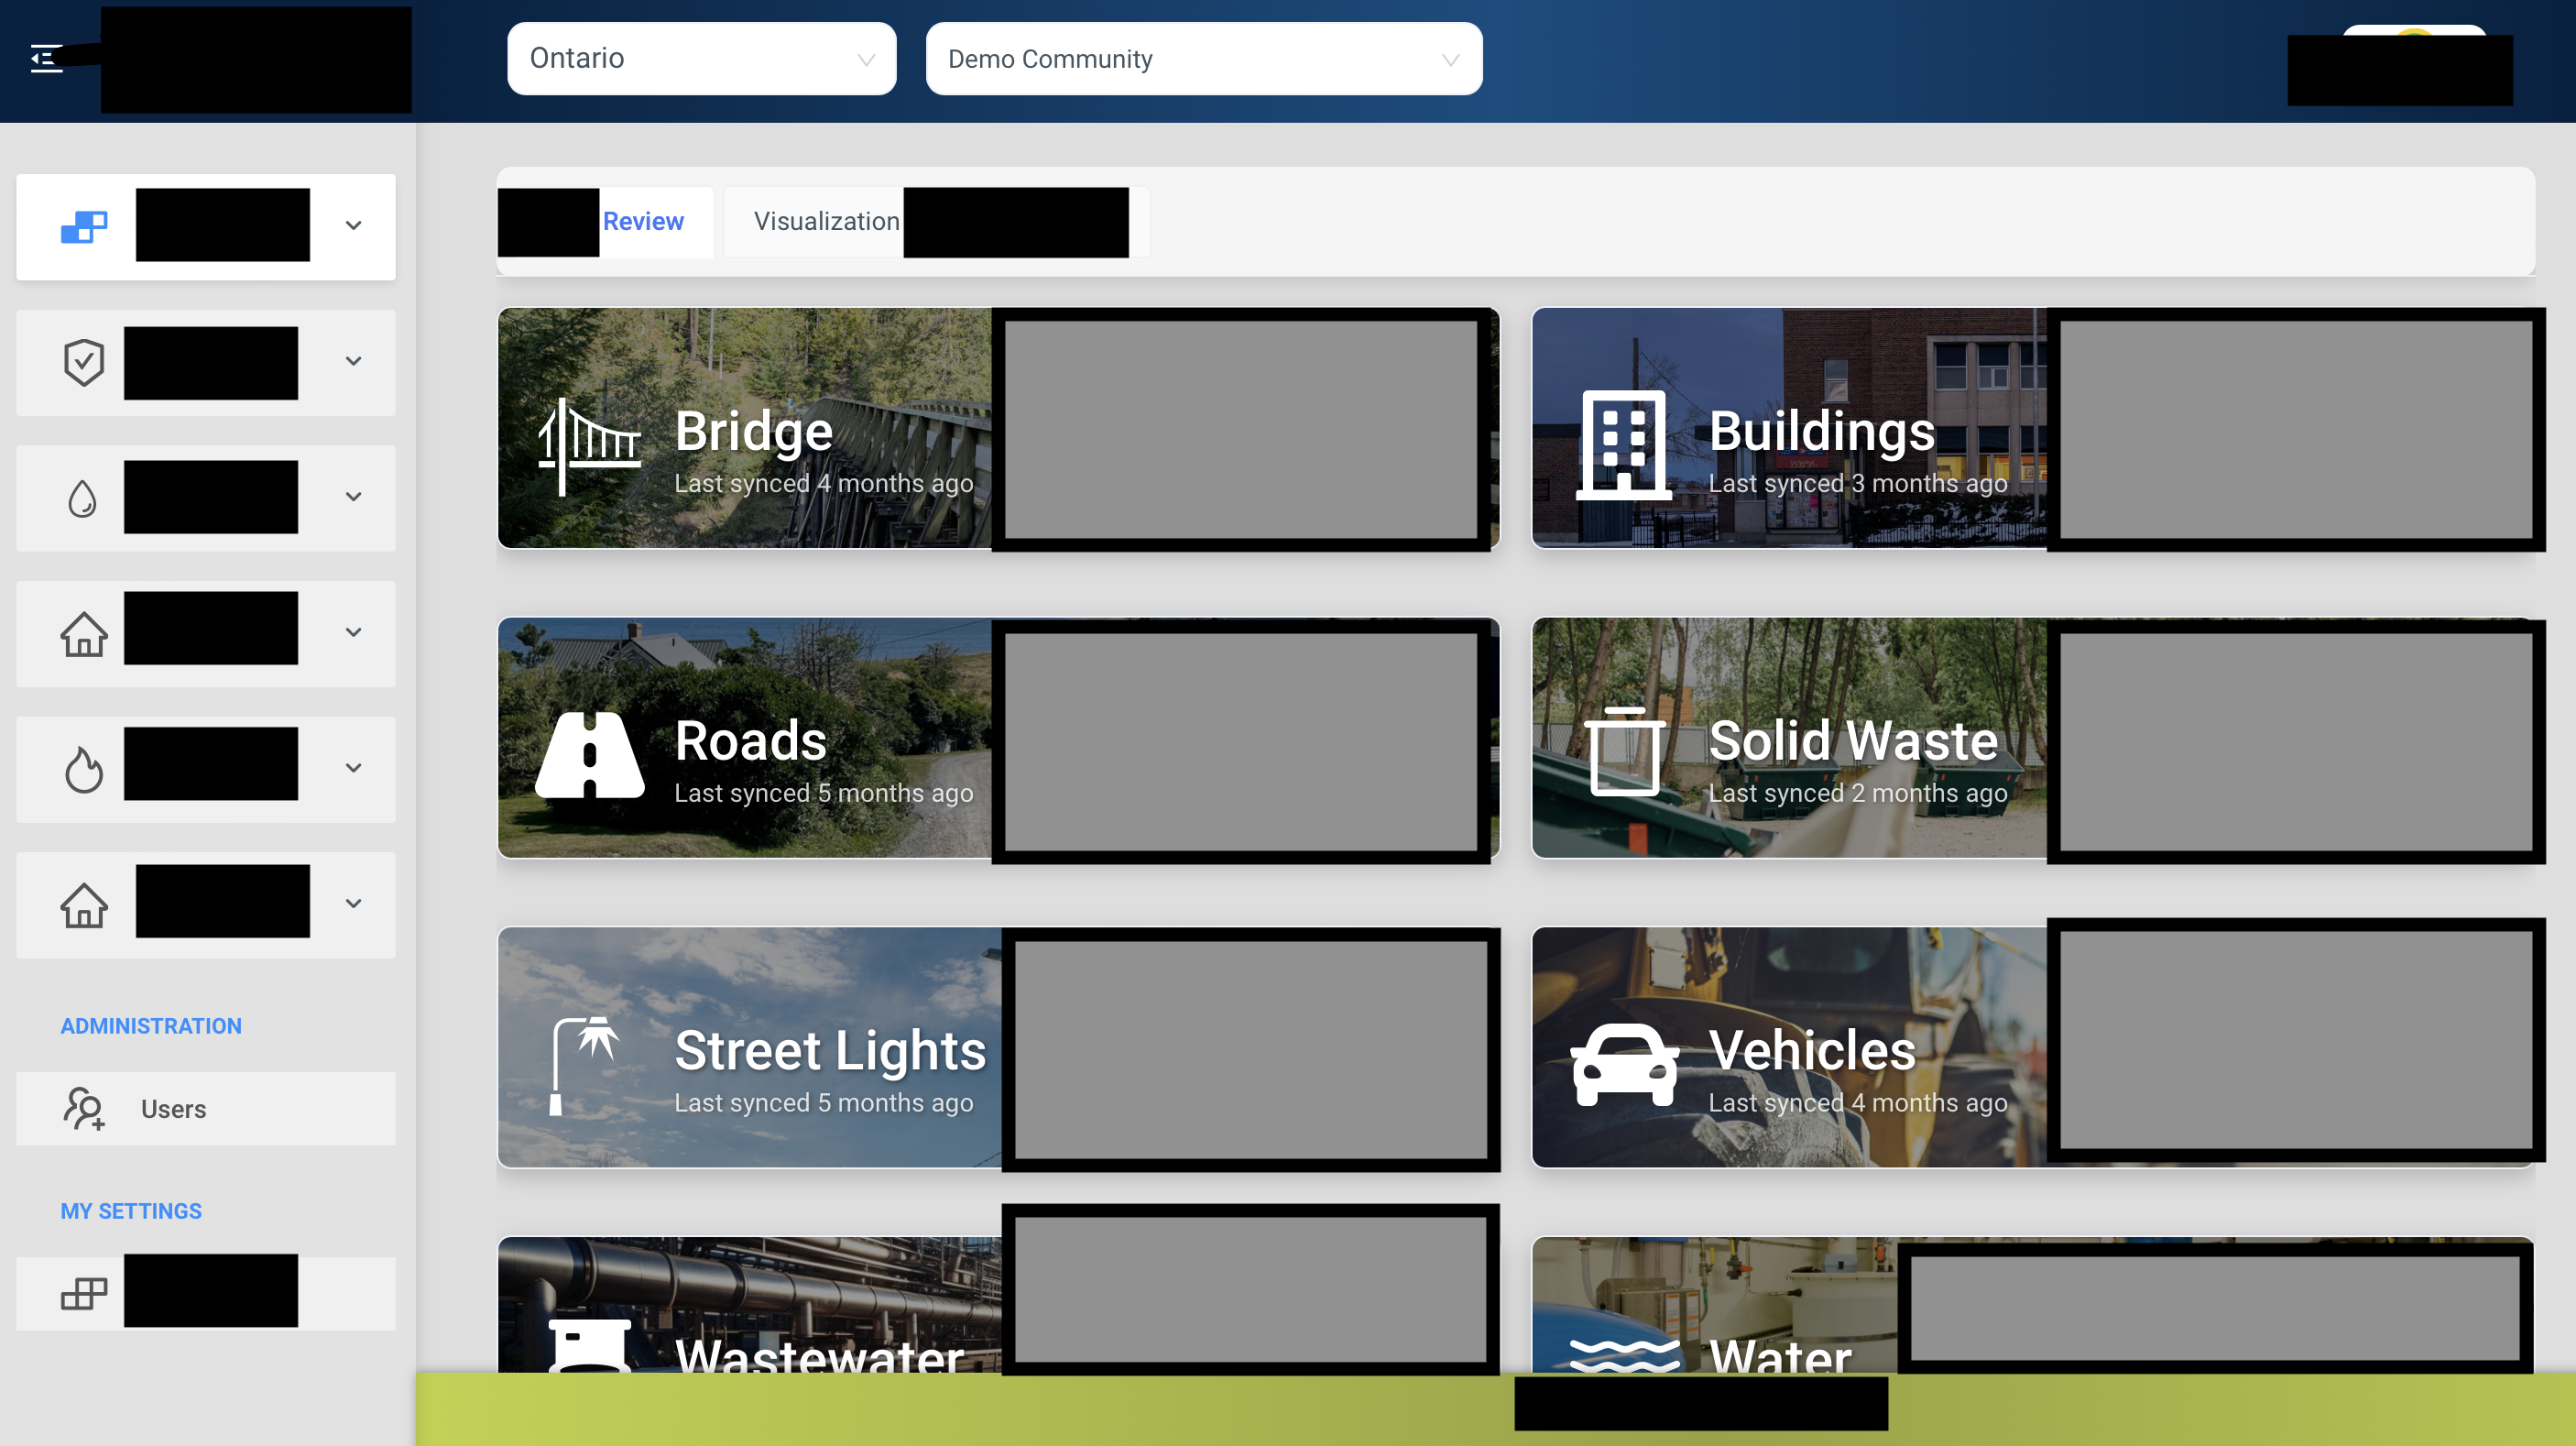 Ontario
Demo Community
Review
Visualization
Bridge
Last synced 4 months ago
Buildings
Last synced 3 months ago
Roads
Last synced 5 months ago
Solid Waste
Last synced 2 months ago
Street Lights
Last synced 5 months ago
Vehicles
Last synced 4 months ago
Wastewater
Water
ADMINISTRATION
Users
MY SETTINGS